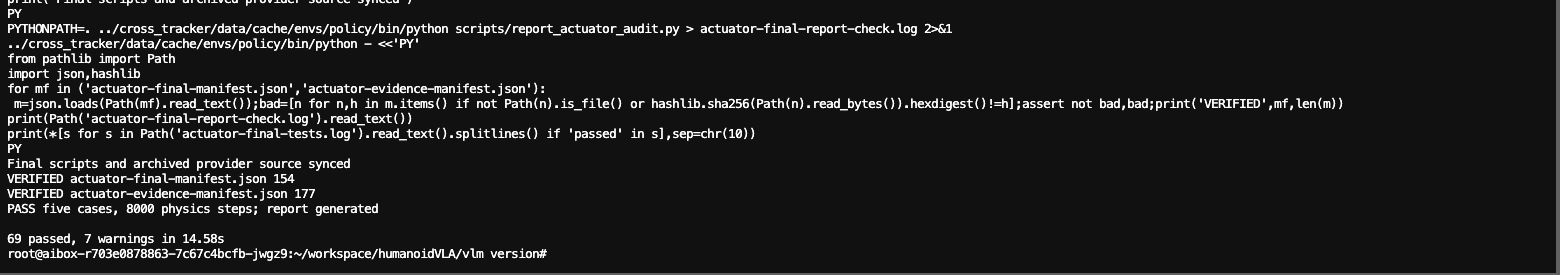 print('Final scripts and archived provider source synced')
PY
PYTHONPATH=. ../cross_tracker/data/cache/envs/policy/bin/python scripts/report_actuator_audit.py > actuator-final-report-check.log 2>&1
../cross_tracker/data/cache/envs/policy/bin/python - <<'PY'
from pathlib import Path
import json,hashlib
for mf in ('actuator-final-manifest.json','actuator-evidence-manifest.json'):
 m=json.loads(Path(mf).read_text());bad=[n for n,h in m.items() if not Path(n).is_file() or hashlib.sha256(Path(n).read_bytes()).hexdigest()!=h];assert not bad,bad;print('VERIFIED',mf,len(m))
print(Path('actuator-final-report-check.log').read_text())
print(*[s for s in Path('actuator-final-tests.log').read_text().splitlines() if 'passed' in s],sep=chr(10))
PY
Final scripts and archived provider source synced
VERIFIED actuator-final-manifest.json 154
VERIFIED actuator-evidence-manifest.json 177
PASS five cases, 8000 physics steps; report generated
69 passed, 7 warnings in 14.58s
root@aibox-r703e0878863-7c67c4bcfb-jwgz9:~/workspace/humanoidVLA/vlm version#